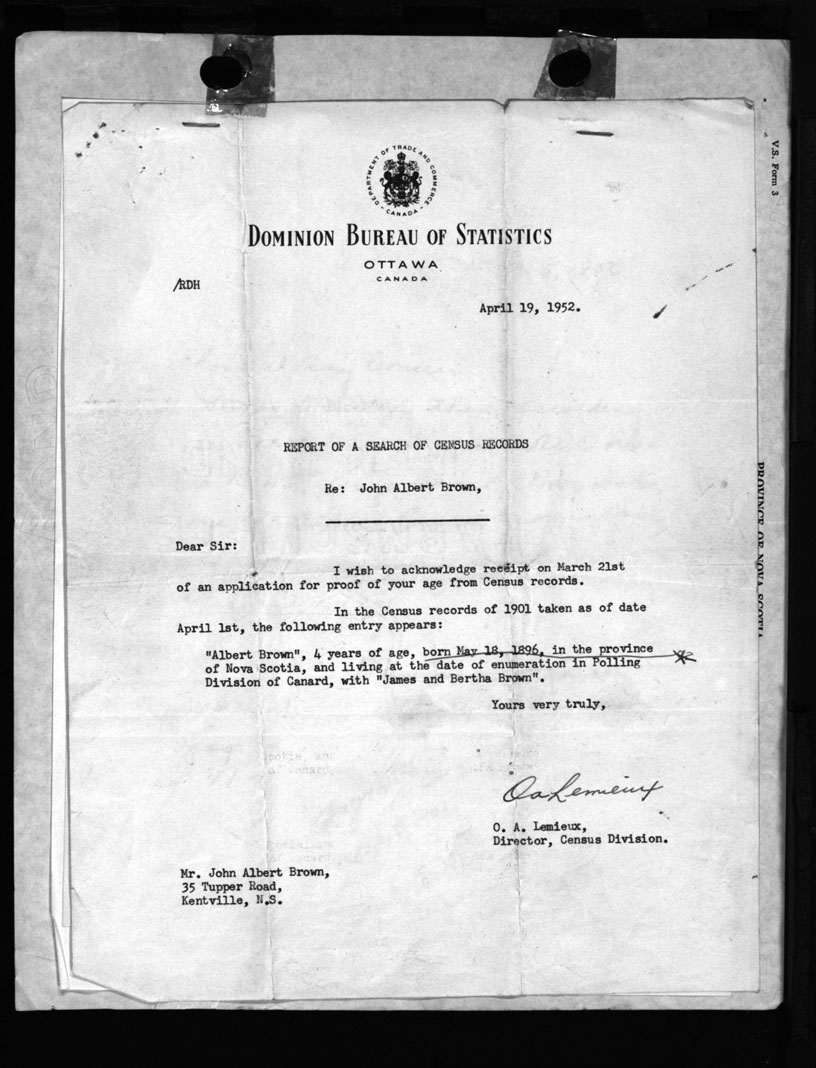 DEPARTMENT OF TRADE AND COMMERCE
- CANADA -
DOMINION BUREAU OF STATISTICS
OTTAWA
CANADA
/RDH
April 19, 1952.
REPORT OF A SEARCH OF CENSUS RECORDS
Re: John Albert Brown,
Dear Sir:
I wish to acknowledge receipt on March 21st
of an application for proof of your age from Census records.
In the Census records of 1901 taken as of date
April 1st, the following entry appears:
"Albert Brown", 4 years of age, born May 18, 1896, in the province
of Nova Scotia, and living at the date of enumeration in Polling
Division of Canard, with "James and Bertha Brown".
Yours very truly,
O A Lemieux
O. A. Lemieux,
Director, Census Division.
Mr. John Albert Brown,
35 Tupper Road,
Kentville, N.S.
V.S. Form 3
PROVINCE OF NOVA SCOTIA